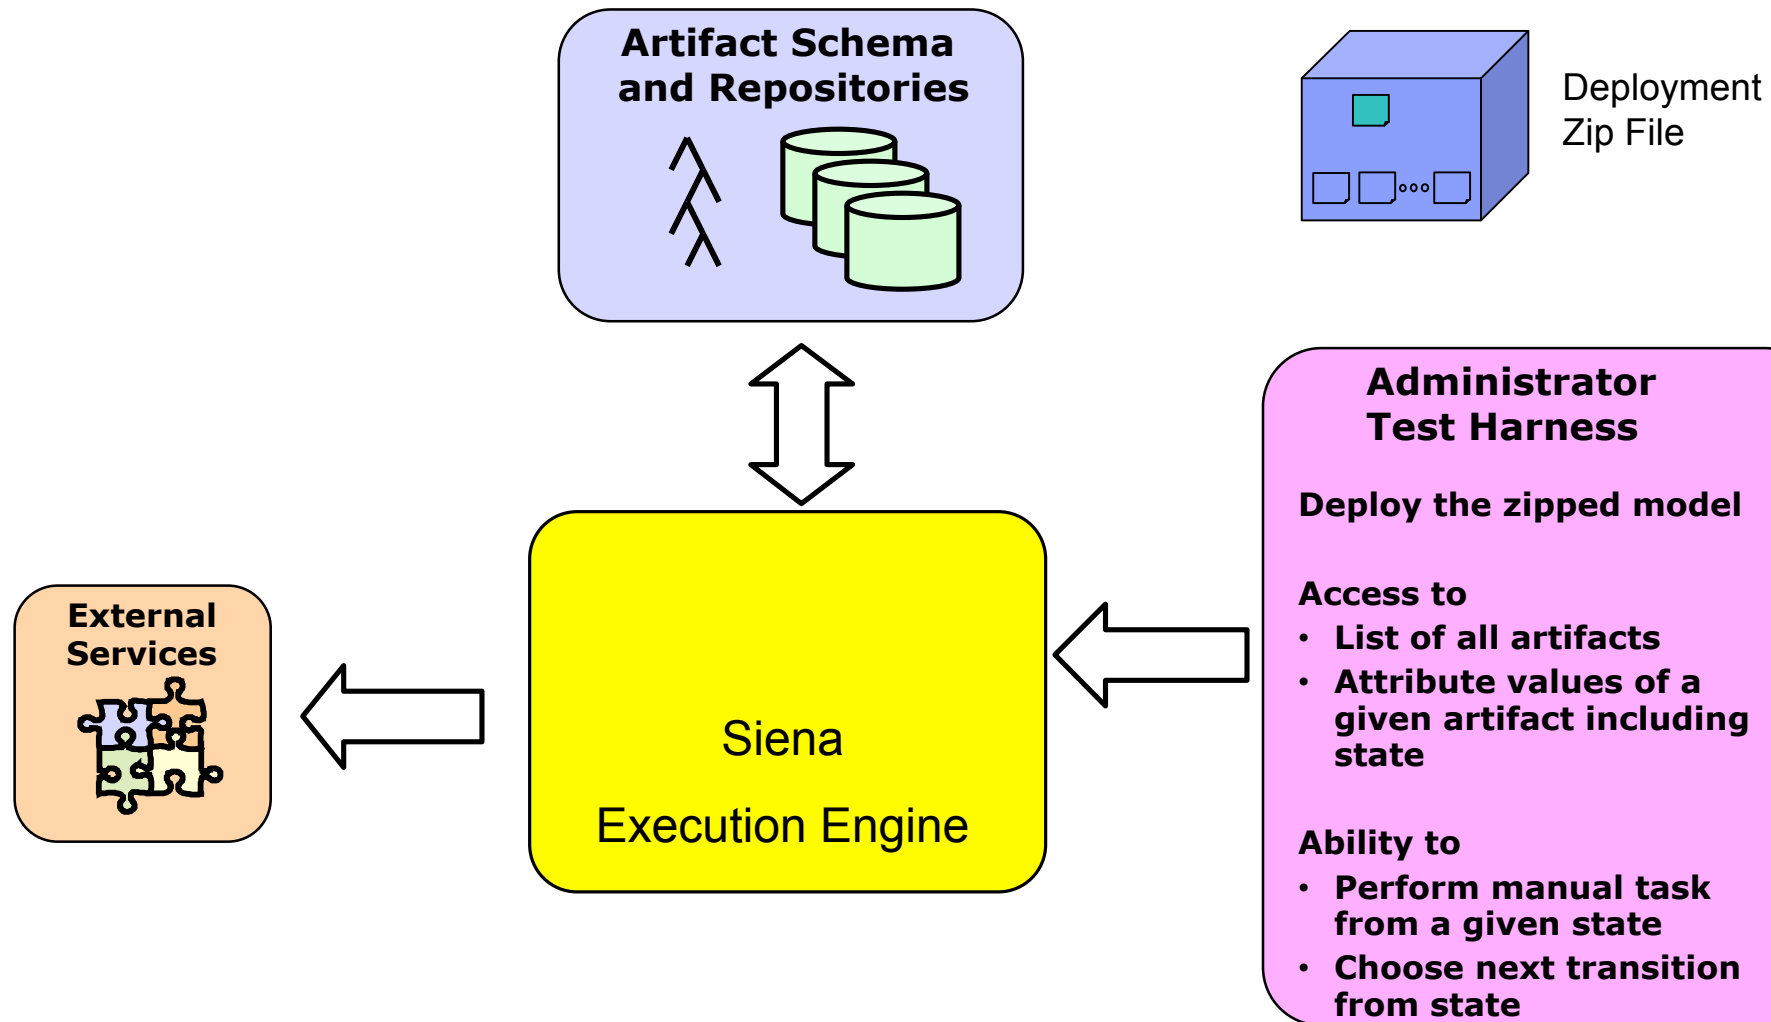 Artifact Schema
and Repositories
Deployment
Zip File
Administrator
Test Harness
Deploy the zipped model
Access to
• List of all artifacts
• Attribute values of a
given artifact including
state
Ability to
• Perform manual task
from a given state
• Choose next transition
from state
External
Services
Siena
Execution Engine